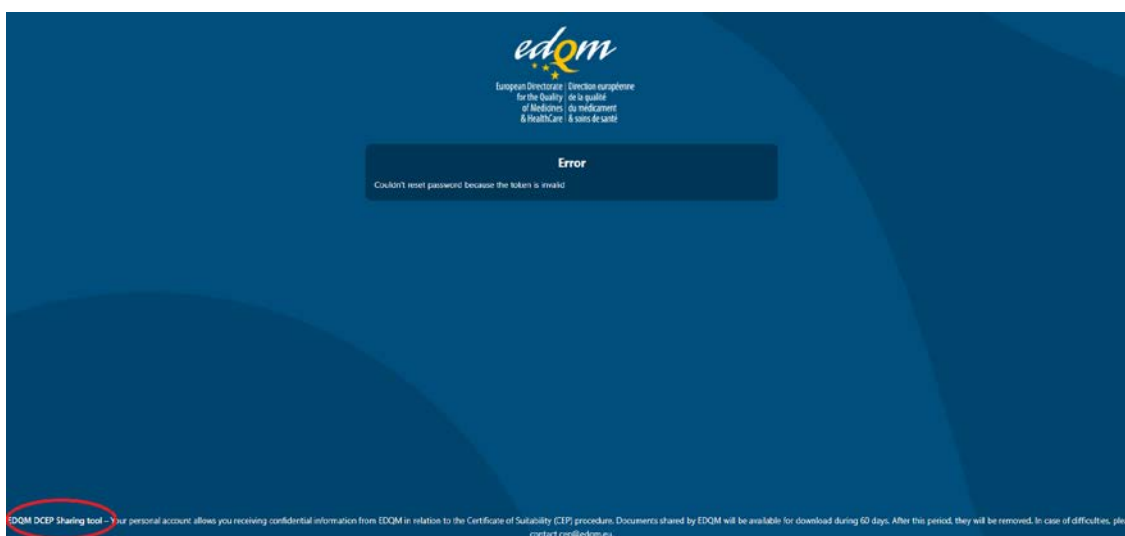 edQm
European Directorate | Direction européenne
for the Quality | de la qualité
of Medicines | du médicament
& HealthCare | & soins de santé
Error
Couldn't reset password because the token is invalid
EDQM DCEP Sharing tool – Your personal account allows you receiving confidential information from EDQM in relation to the Certificate of Suitability (CEP) procedure. Documents shared by EDQM will be available for download during 60 days. After this period, they will be removed. In case of difficulties, ple
contact cep@edqm.eu